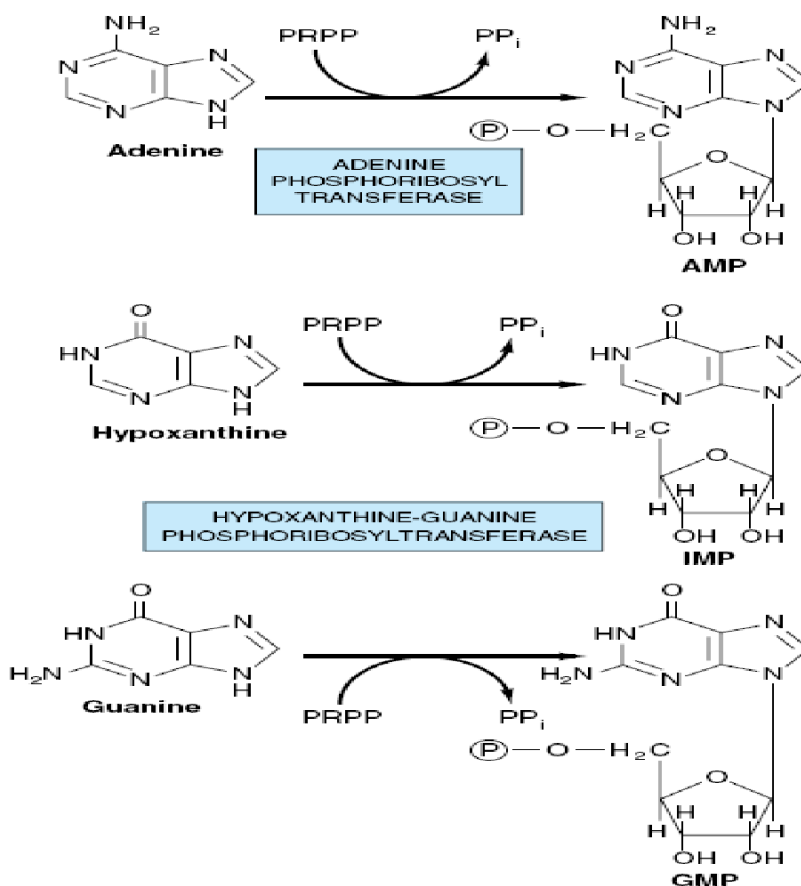 NH2
N
N
N
N
H
Adenine
PRPP
PPi
ADENINE
PHOSPHORIBOSYL
TRANSFERASE
NH2
N
N
N
N
P—O—H2C
O
H
H
H
H
OH
OH
AMP
O
HN
N
N
N
H
Hypoxanthine
PRPP
PPi
HYPOXANTHINE-GUANINE
PHOSPHORIBOSYLTRANSFERASE
O
HN
N
N
N
P—O—H2C
O
H
H
H
H
OH
OH
IMP
O
HN
N
H2N
N
N
H
Guanine
PRPP
PPi
O
HN
N
H2N
N
N
P—O—H2C
O
H
H
H
H
OH
OH
GMP